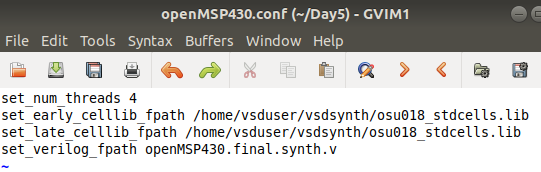 openMSP430.conf (~/Day5) - GVIM1
File Edit Tools Syntax Buffers Window Help
set_num_threads 4
set_early_celllib_fpath /home/vsduser/vsdsynth/osu018_stdcells.lib
set_late_celllib_fpath /home/vsduser/vsdsynth/osu018_stdcells.lib
set_verilog_fpath openMSP430.final.synth.v
~